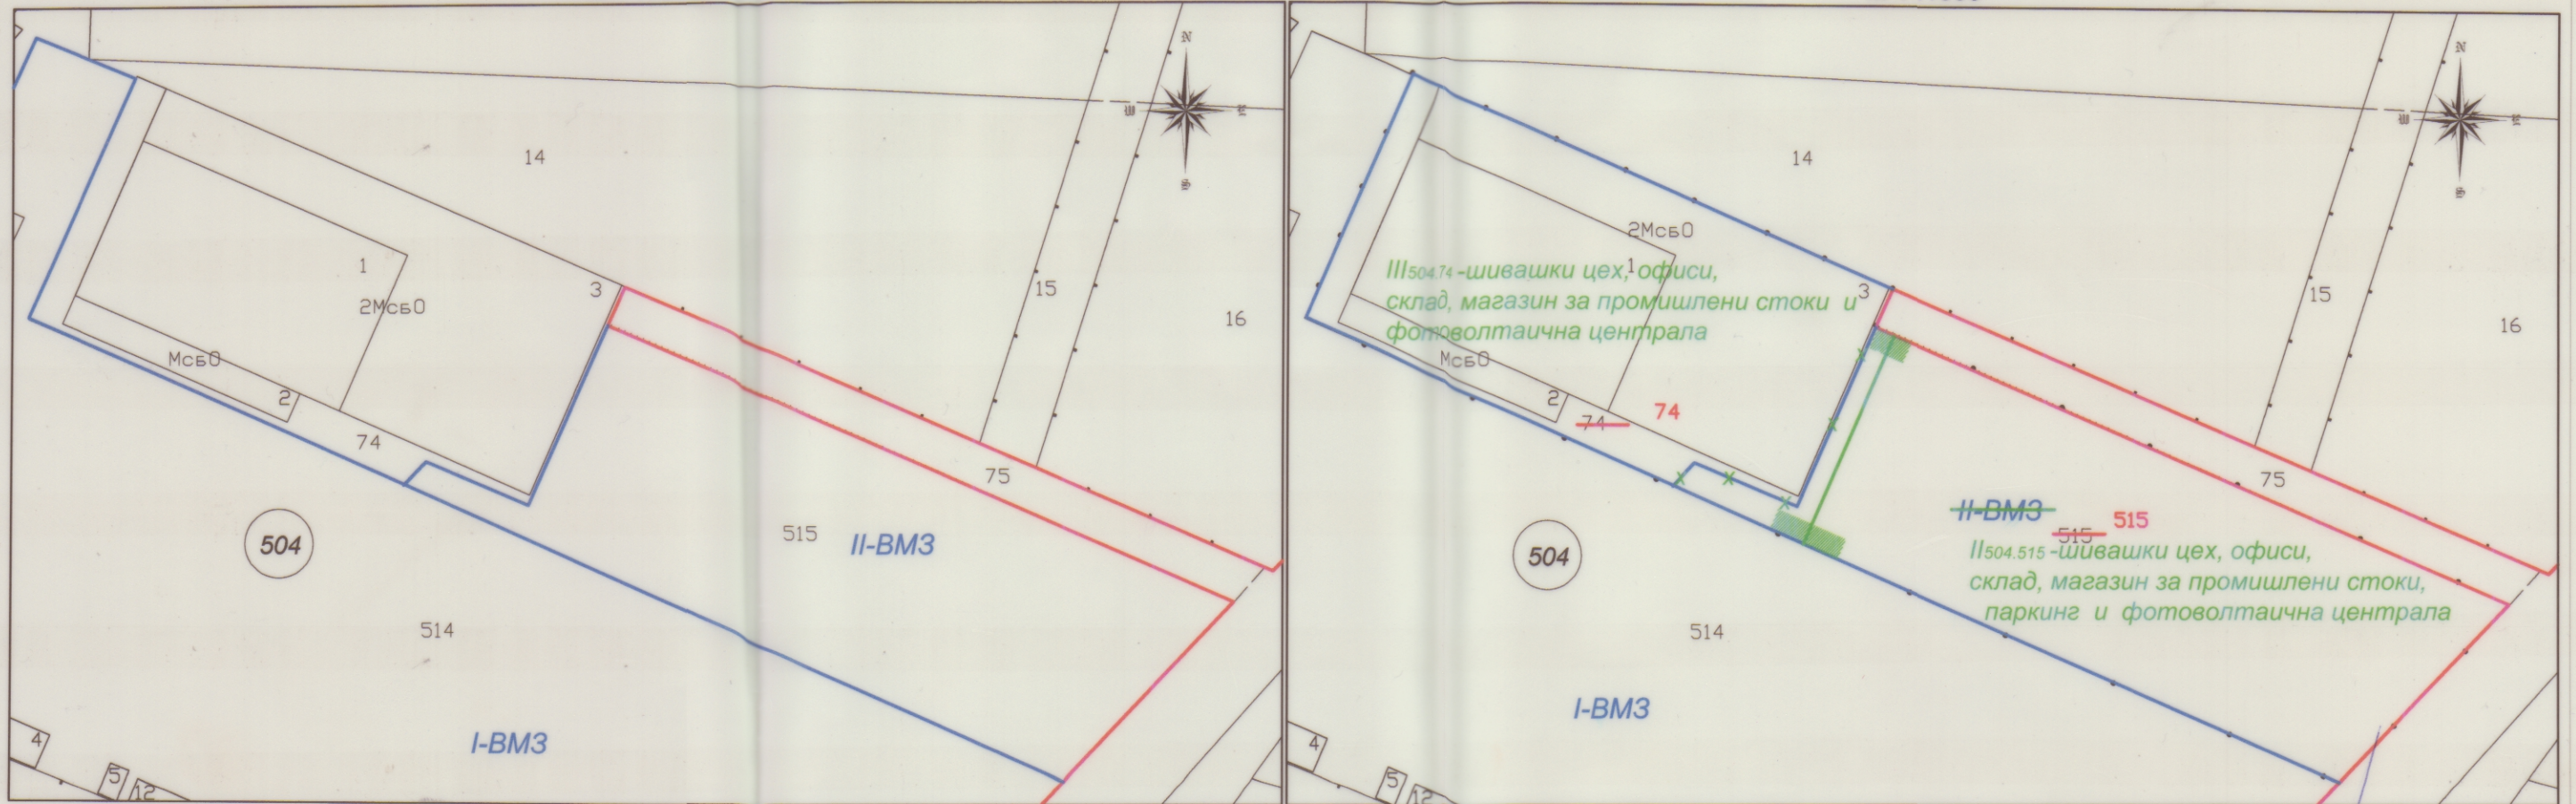 N
14
1
2МсбО
3
15
16
МсбО
2
74
75
504
515
II-ВМЗ
514
I-ВМЗ
4
5
12
S
N
14
2МсбО
1
III504.74-шивашки цех, офиси,
склад, магазин за промишлени стоки и
фотоволтаична централа
3
15
16
МсбО
2
74
74
75
504
II-ВМЗ
515
515
II504.515-шивашки цех, офиси,
склад, магазин за промишлени стоки,
паркинг и фотоволтаична централа
514
I-ВМЗ
4
5
12
S